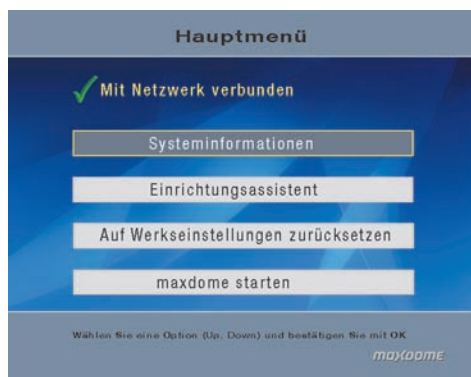 Hauptmenü
Mit Netzwerk verbunden
Systeminformationen
Einrichtungsassistent
Auf Werkseinstellungen zurücksetzen
maxdome starten
Wählen Sie eine Option (Up, Down) und bestätigen Sie mit OK
maxdome